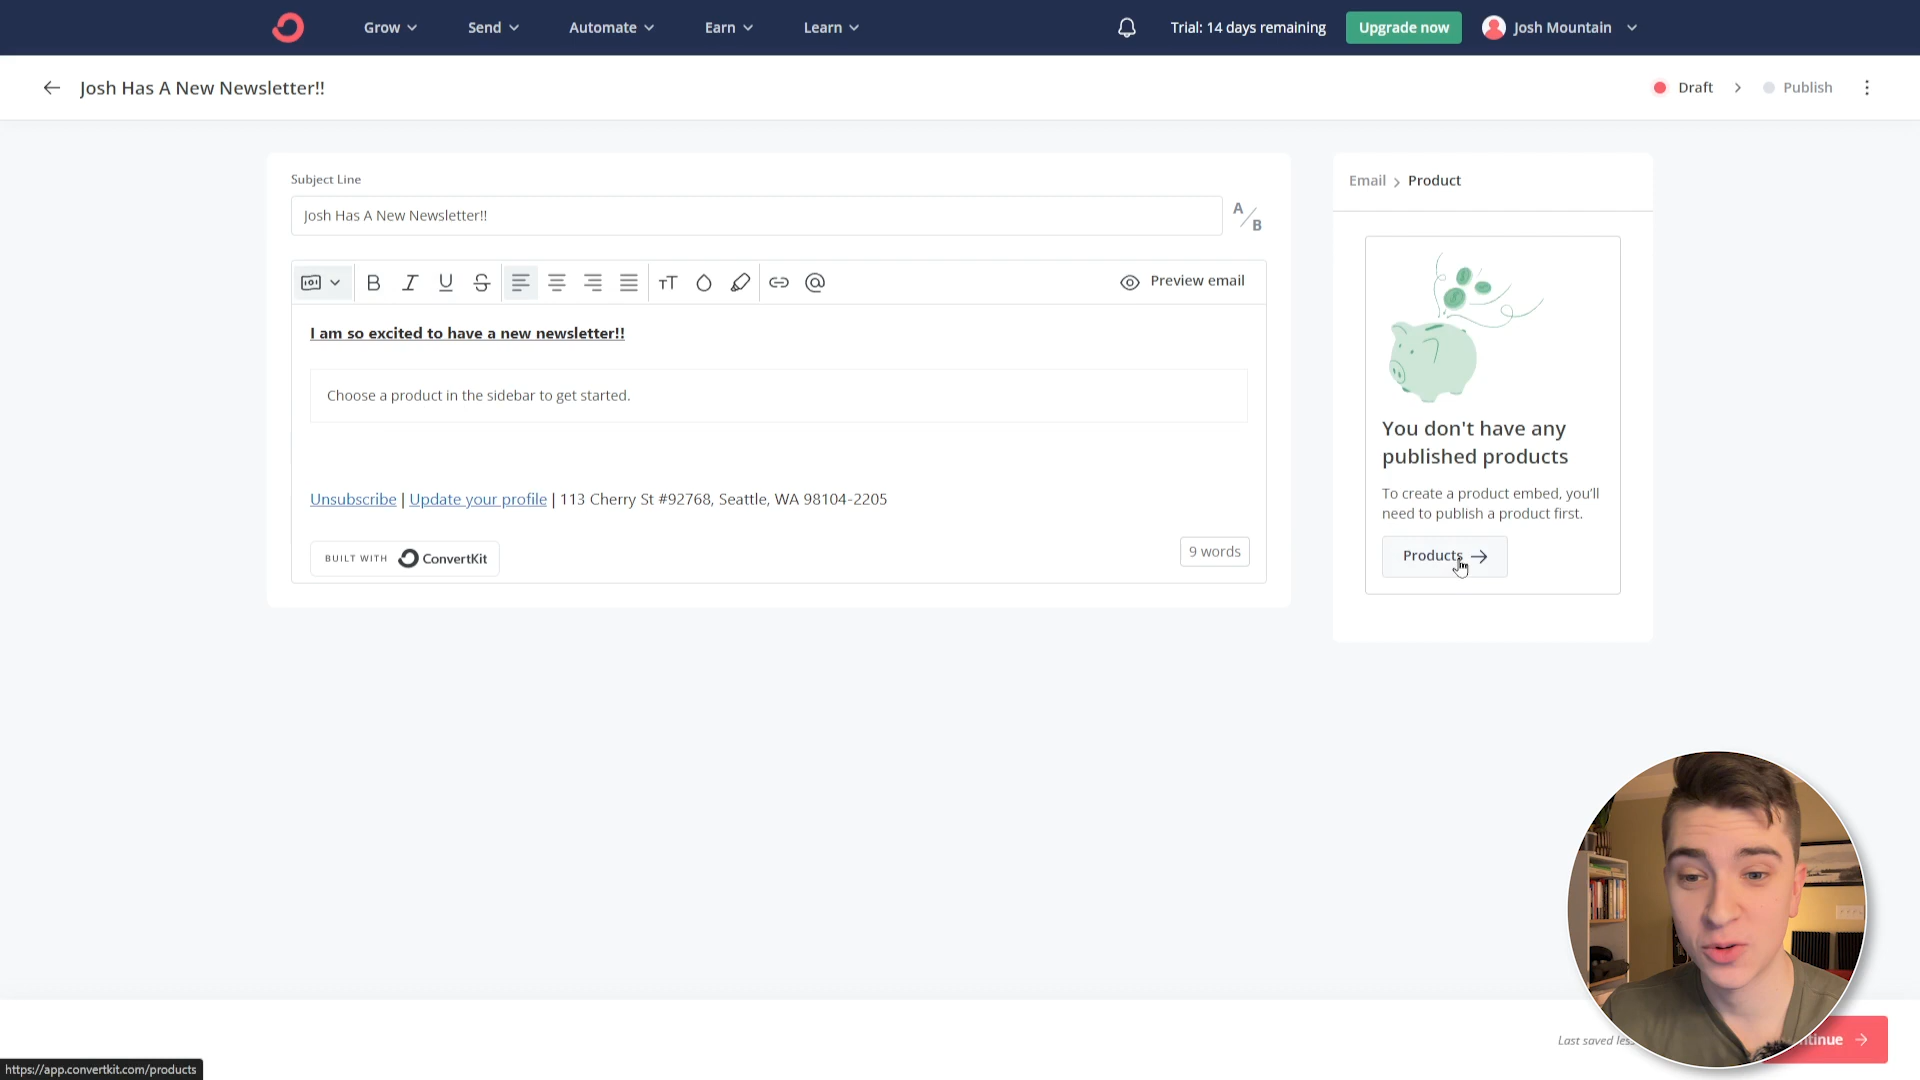 Grow
Send
Automate
Earn
Learn
Trial: 14 days remaining
Upgrade now
Josh Mountain
Josh Has A New Newsletter!!
Draft
Publish
Subject Line
Josh Has A New Newsletter!!
A/B
B I U S
TT
@
Preview email
I am so excited to have a new newsletter!!
Choose a product in the sidebar to get started.
Unsubscribe | Update your profile | 113 Cherry St #92768, Seattle, WA 98104-2205
BUILT WITH ConvertKit
9 words
Email > Product
You don't have any
published products
To create a product embed, you'll
need to publish a product first.
Products
Last saved
https://app.convertkit.com/products